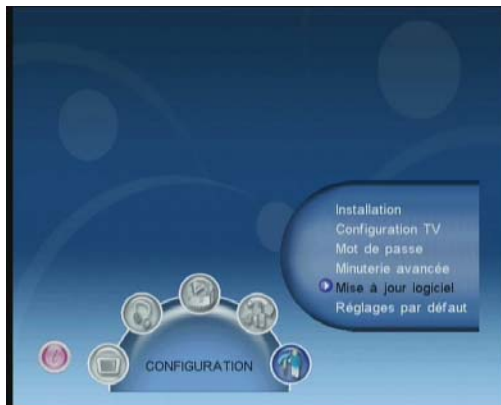 Installation
Configuration TV
Mot de passe
Minuterie avancée
Mise à jour logiciel
Réglages par défaut
CONFIGURATION